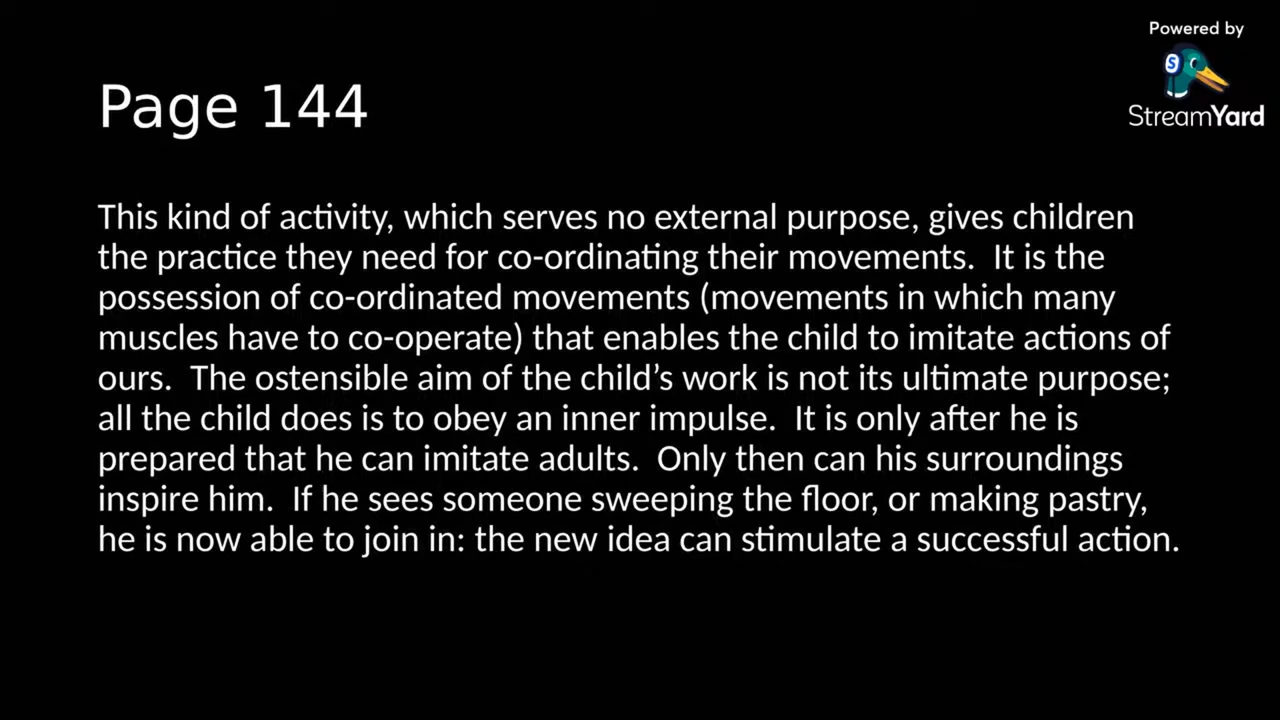 Powered by
S
StreamYard
Page 144
This kind of activity, which serves no external purpose, gives children
the practice they need for co-ordinating their movements.  It is the
possession of co-ordinated movements (movements in which many
muscles have to co-operate) that enables the child to imitate actions of
ours.  The ostensible aim of the child’s work is not its ultimate purpose;
all the child does is to obey an inner impulse.  It is only after he is
prepared that he can imitate adults.  Only then can his surroundings
inspire him.  If he sees someone sweeping the floor, or making pastry,
he is now able to join in: the new idea can stimulate a successful action.